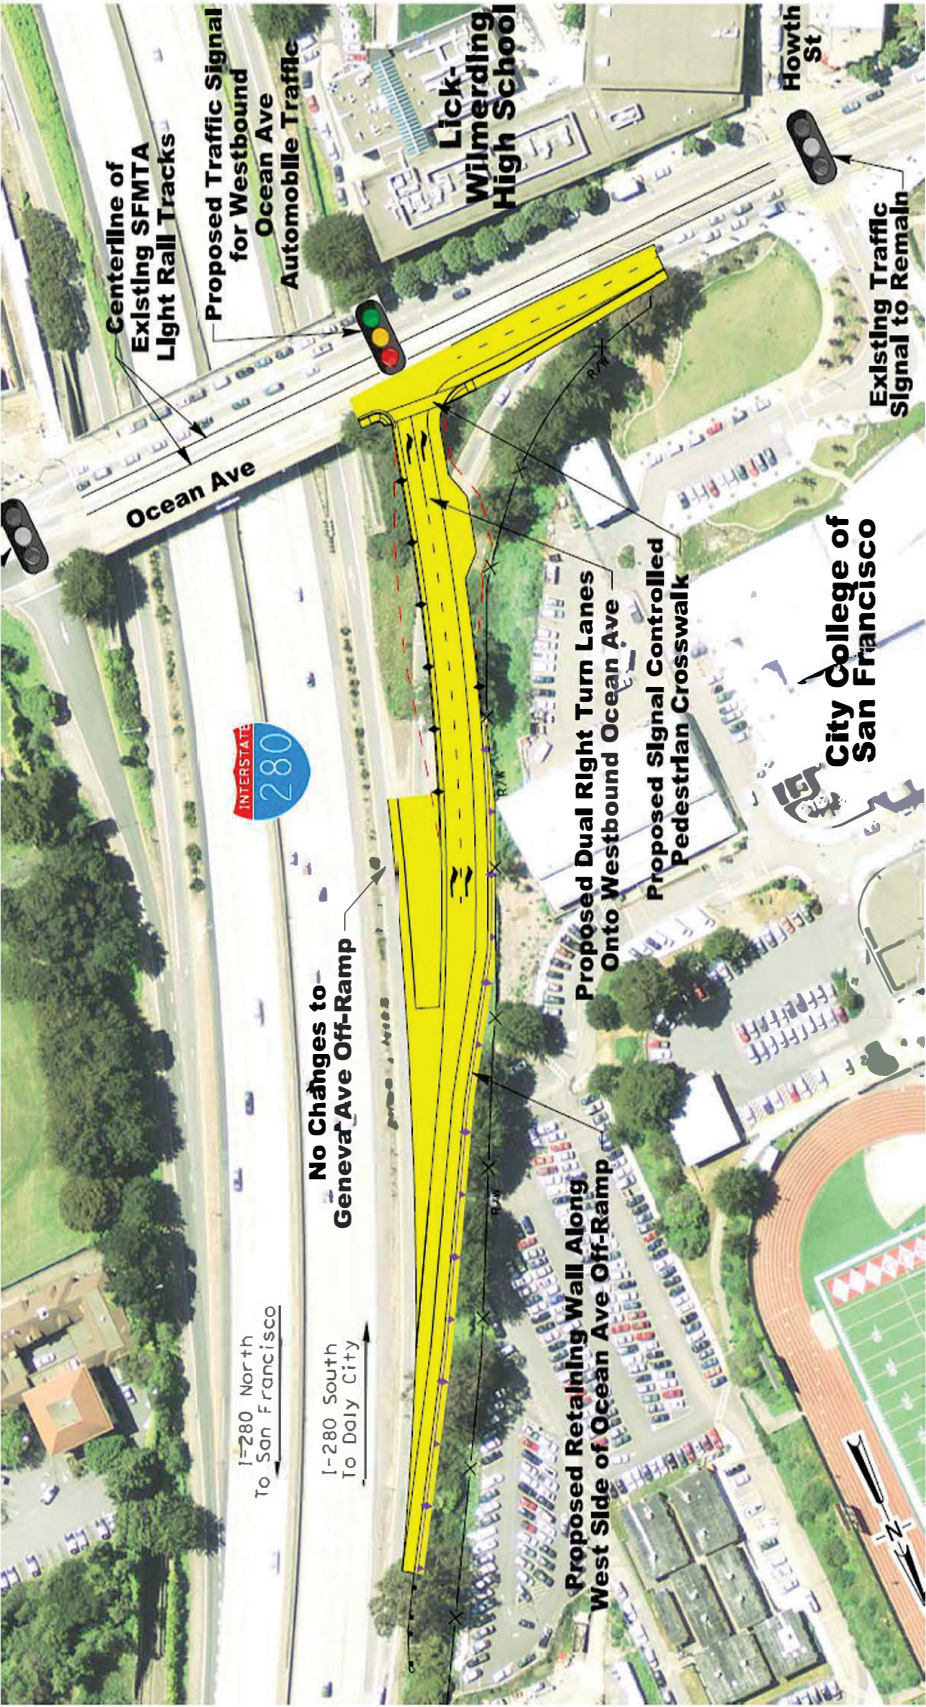 Centerline of
Existing SFMTA
Light Rail Tracks
Proposed Traffic Signal
for Westbound
Ocean Ave
Automobile Traffic
Lick-
Wilmerding
High School
Howth
St
Ocean Ave
Existing Traffic
Signal to Remain
INTERSTATE
280
No Changes to
Geneva Ave Off-Ramp
Proposed Dual Right Turn Lanes
Onto Westbound Ocean Ave
Proposed Signal Controlled
Pedestrian Crosswalk
City College of
San Francisco
I-280 North
To San Francisco
I-280 South
To Daly City
Proposed Retaining Wall Along
West Side of Ocean Ave Off-Ramp
R/W
R/W
R/W
N